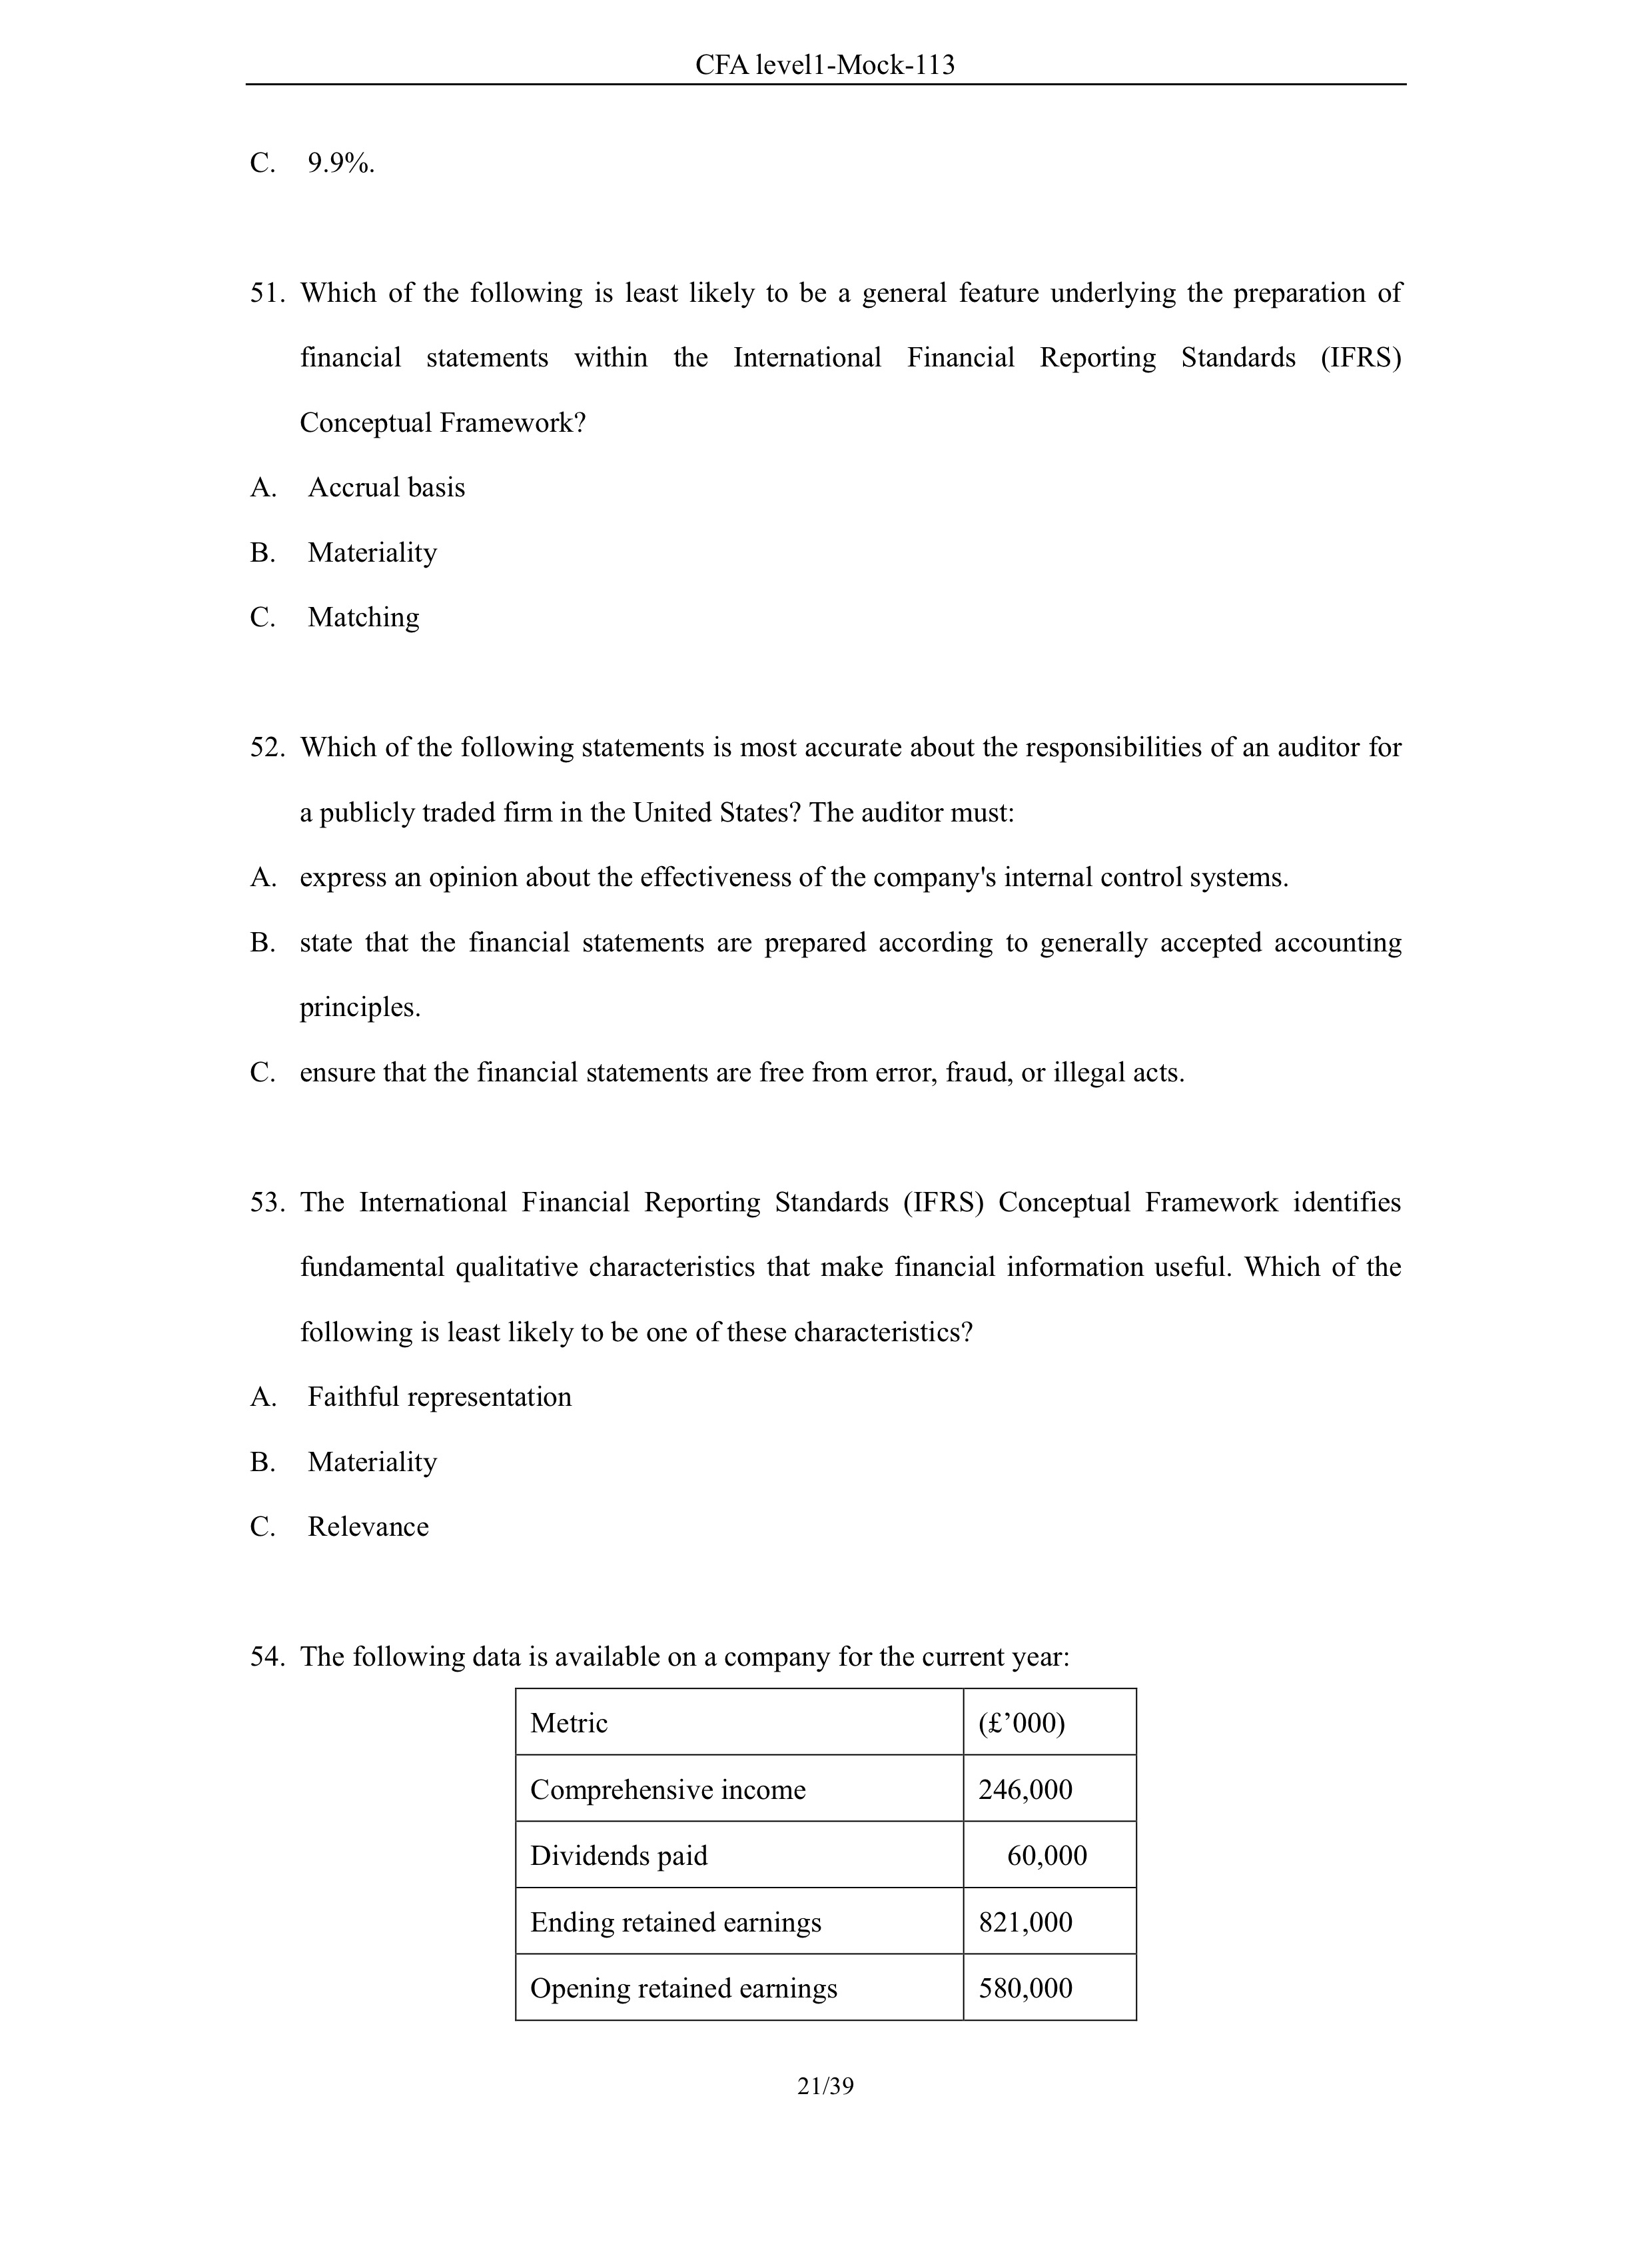 CFA level1-Mock-113
C. 9.9%.
51. Which of the following is least likely to be a general feature underlying the preparation of
financial statements within the International Financial Reporting Standards (IFRS)
Conceptual Framework?
A. Accrual basis
B. Materiality
C. Matching
52. Which of the following statements is most accurate about the responsibilities of an auditor for
a publicly traded firm in the United States? The auditor must:
A. express an opinion about the effectiveness of the company's internal control systems.
B. state that the financial statements are prepared according to generally accepted accounting
principles.
C. ensure that the financial statements are free from error, fraud, or illegal acts.
53. The International Financial Reporting Standards (IFRS) Conceptual Framework identifies
fundamental qualitative characteristics that make financial information useful. Which of the
following is least likely to be one of these characteristics?
A. Faithful representation
B. Materiality
C. Relevance
54. The following data is available on a company for the current year:
Metric (£’000)
Comprehensive income 246,000
Dividends paid 60,000
Ending retained earnings 821,000
Opening retained earnings 580,000
21/39